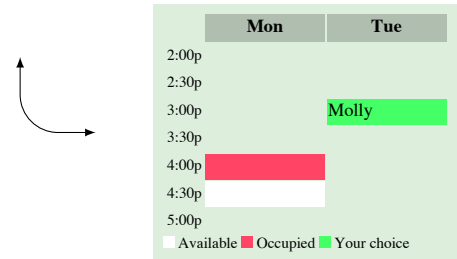 Mon Tue
2:00p
2:30p
3:00p Molly
3:30p
4:00p
4:30p
5:00p
Available Occupied Your choice